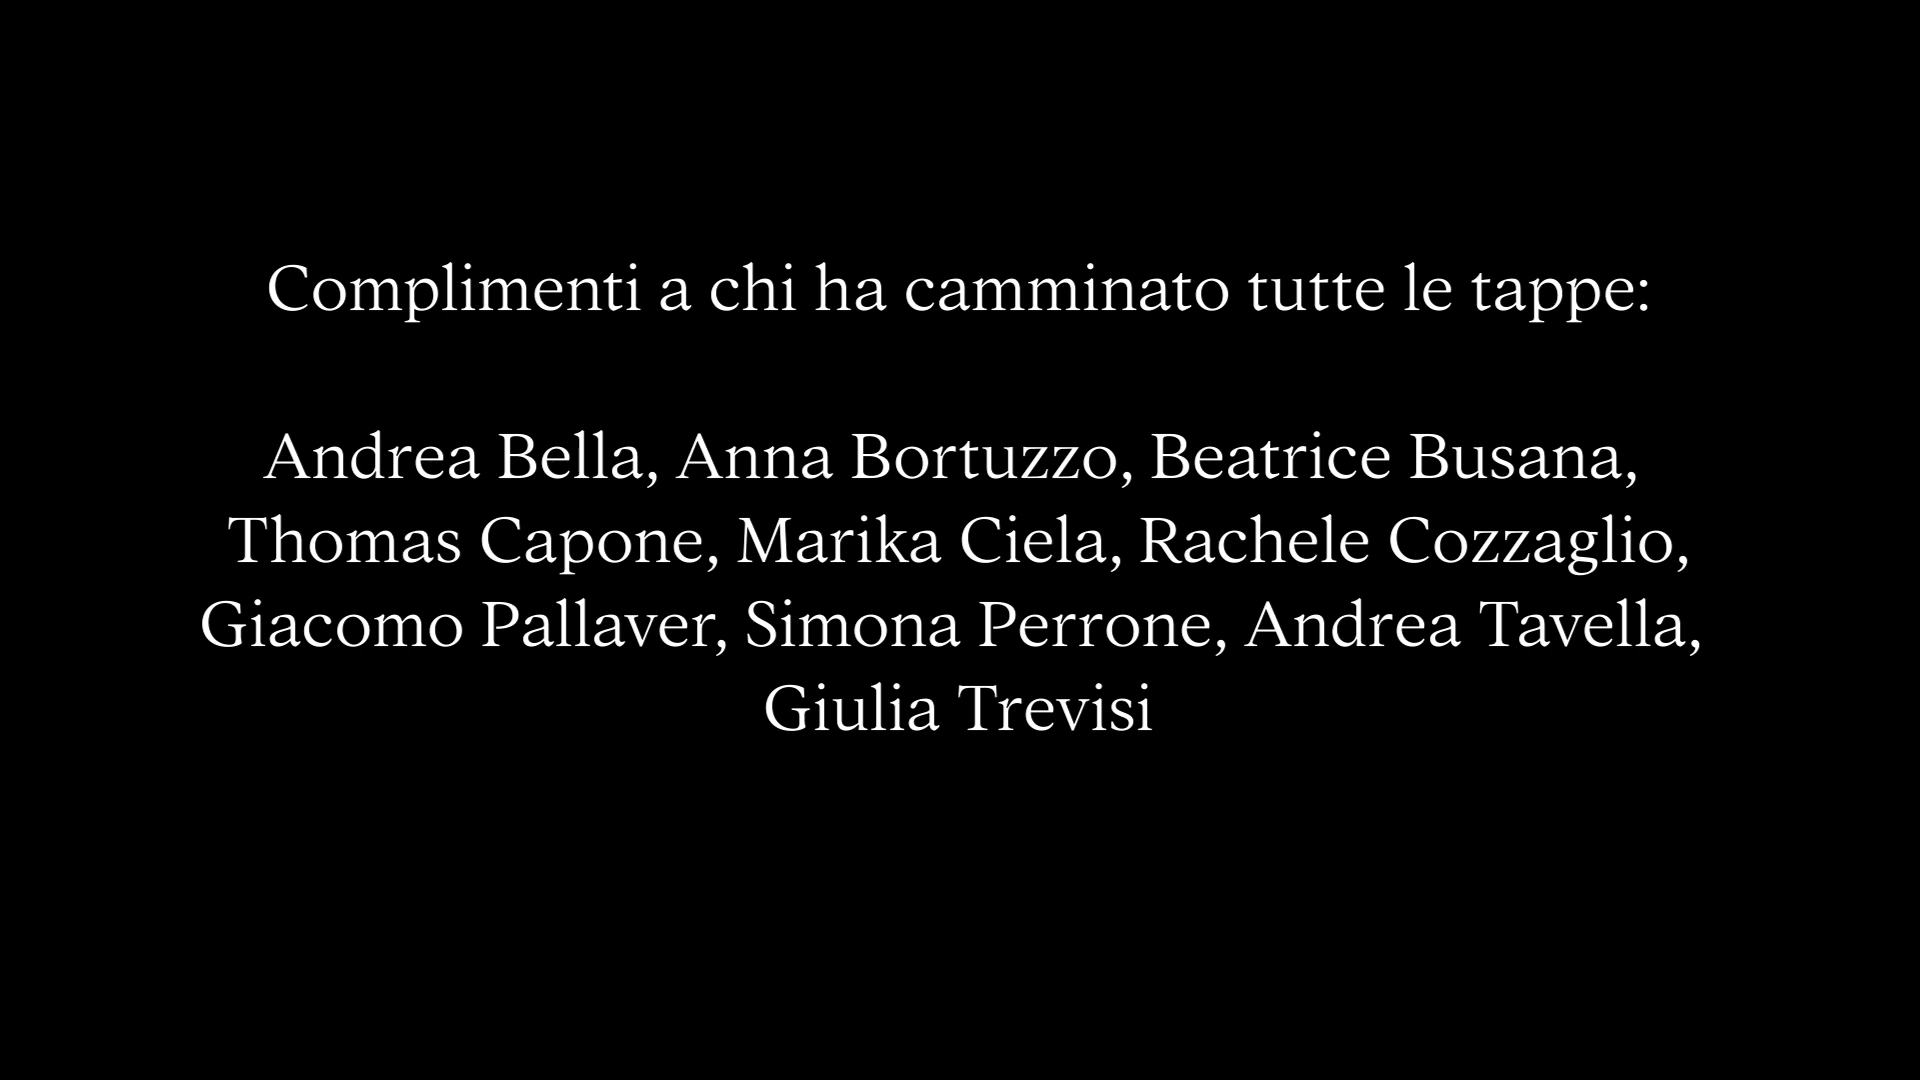 Complimenti a chi ha camminato tutte le tappe:
Andrea Bella, Anna Bortuzzo, Beatrice Busana,
Thomas Capone, Marika Ciela, Rachele Cozzaglio,
Giacomo Pallaver, Simona Perrone, Andrea Tavella,
Giulia Trevisi